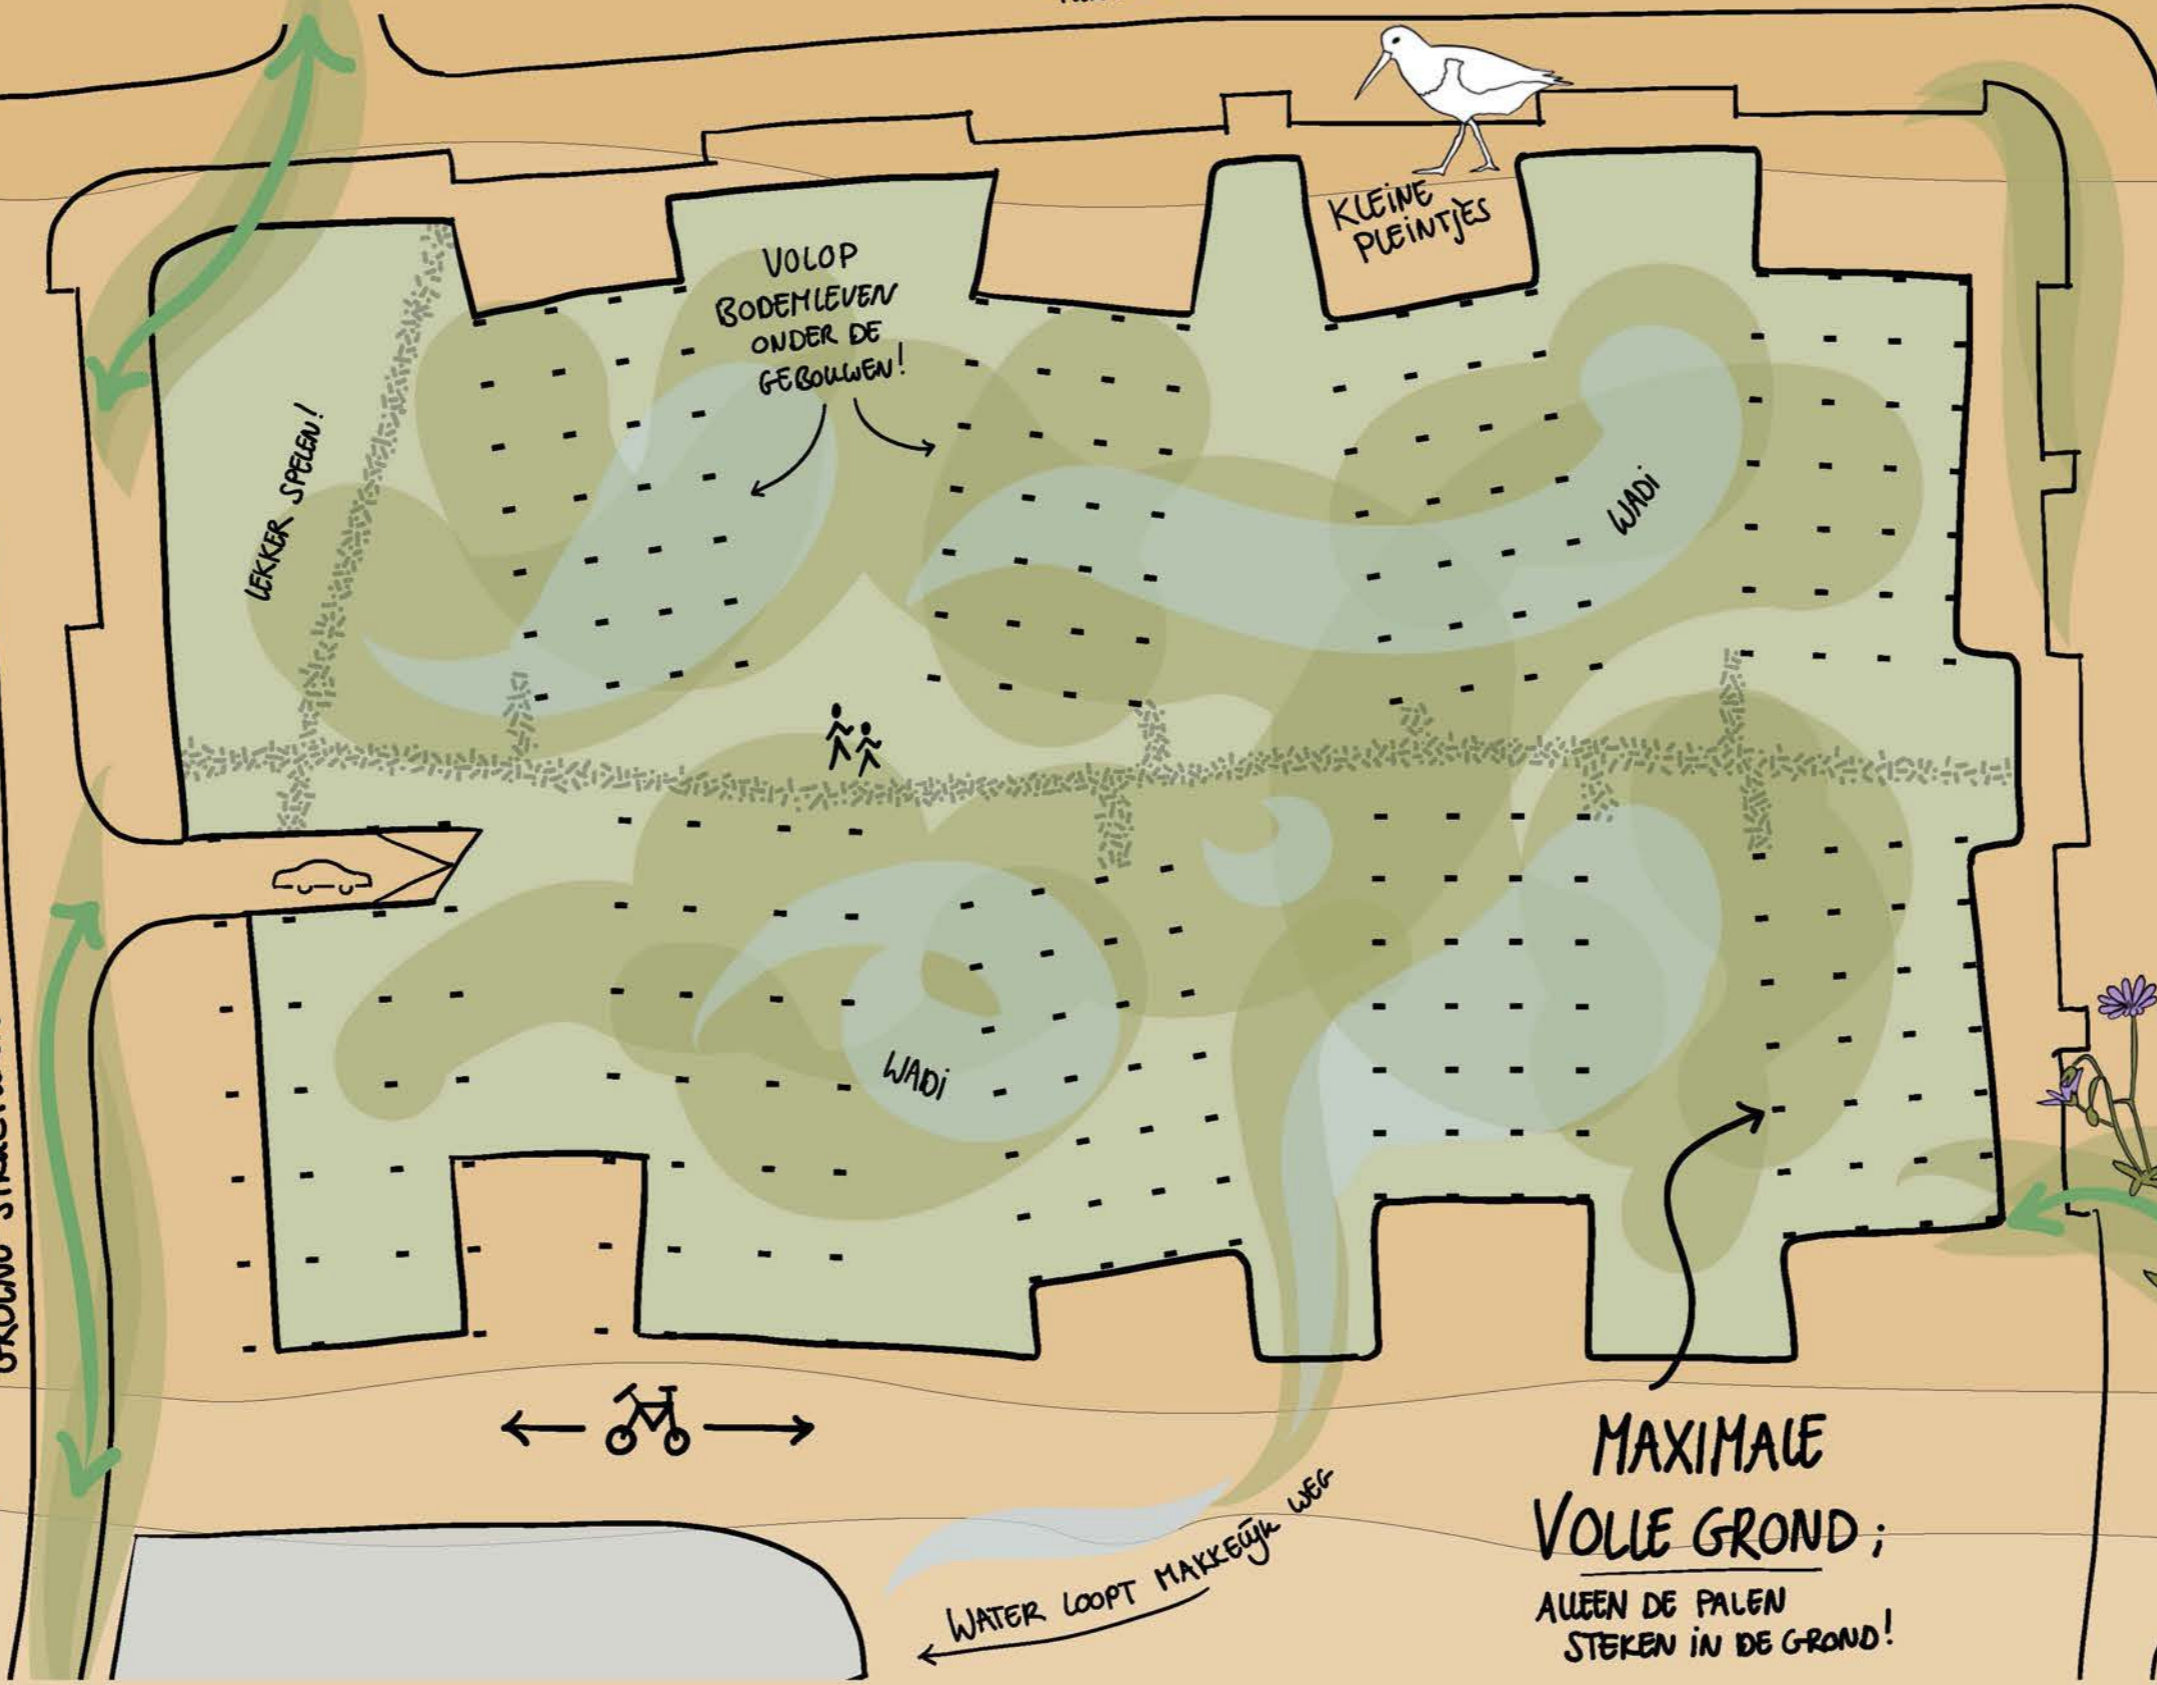 KLEINE
PLEINTJES
VOLOP
BODEMLEVEN
ONDER DE
GEBOUWEN!
LEKKER SPELEN!
WADI
WADI
WATER LOOPT MAKKELIJK WEG
MAXIMALE
VOLLE GROND;
ALLEEN DE PALEN
STEKEN IN DE GROND!